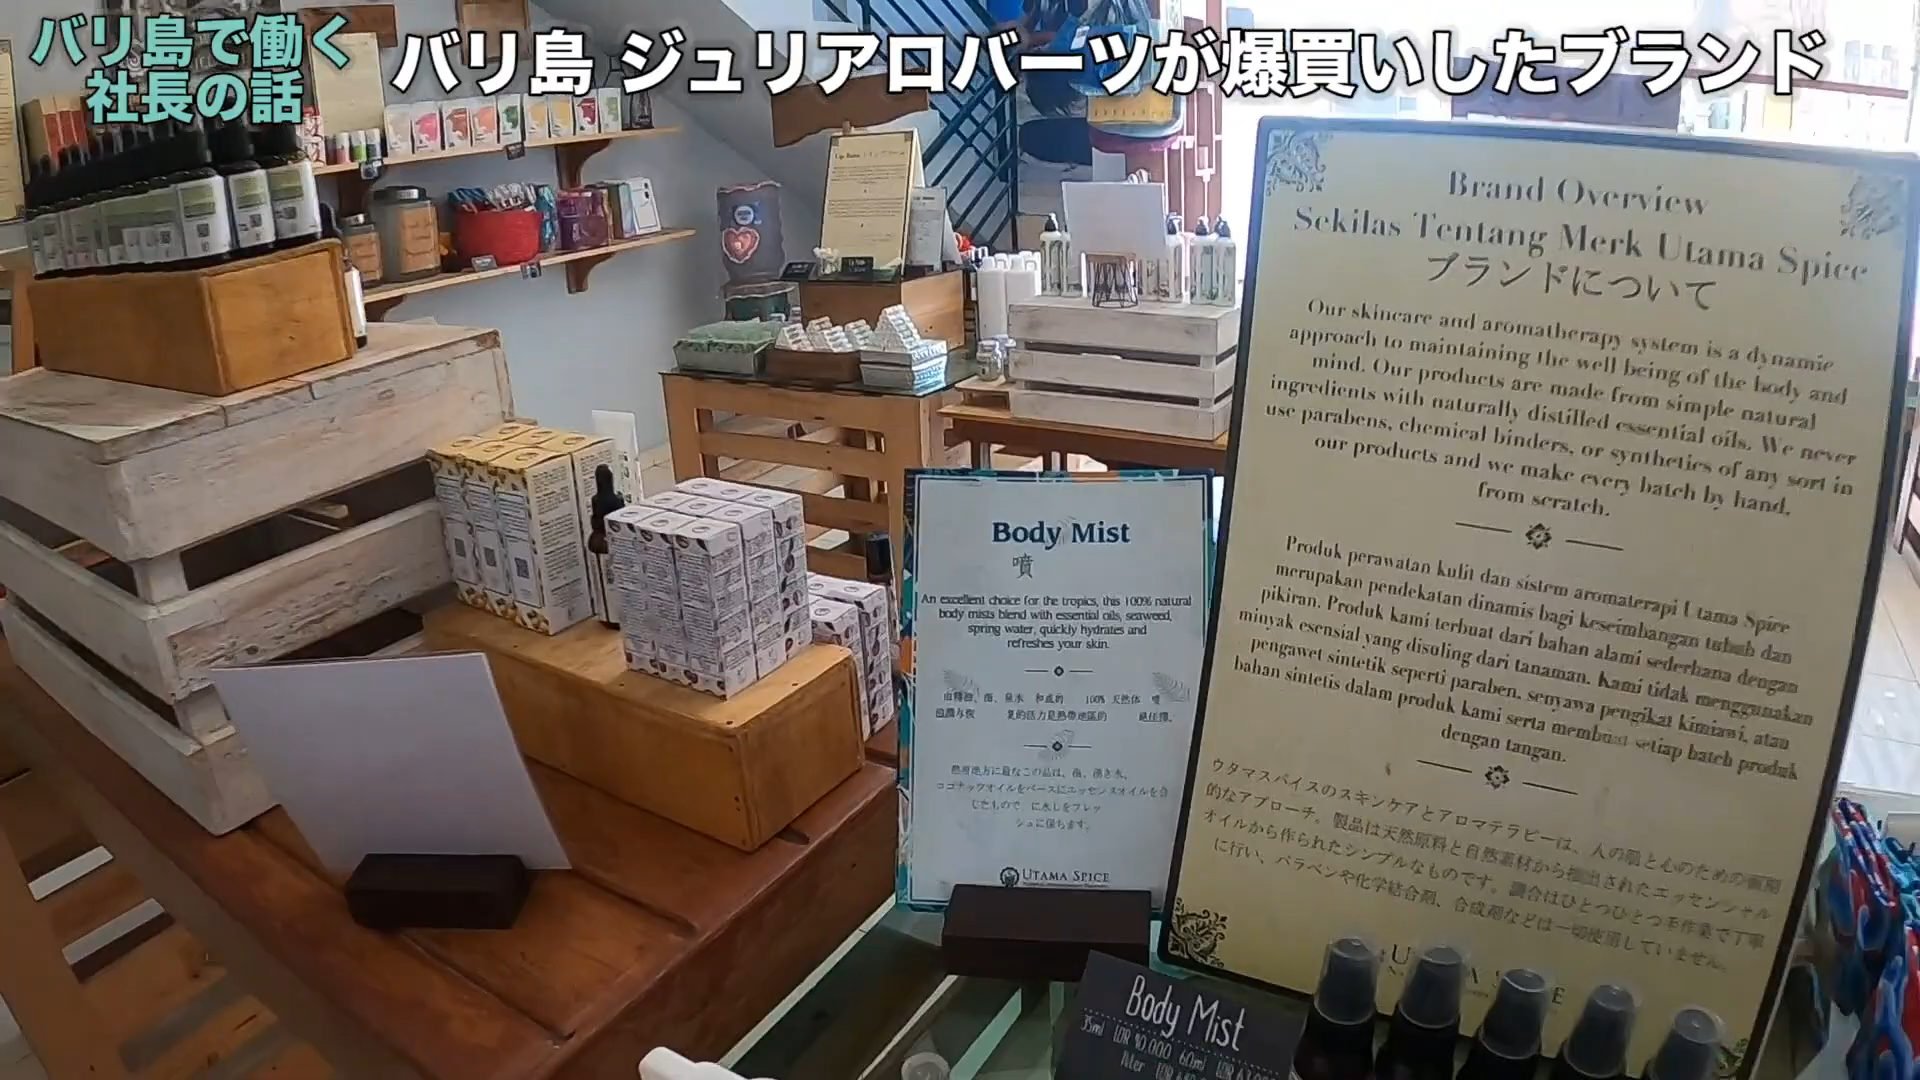 バリ島で働く
社長の話
バリ島 ジュリアロバーツが爆買いしたブランド
Brand Overview
Sekilas Tentang Merk Utama Spice
ブランドについて
Our skincare and aromatherapy system is a dynamic
approach to maintaining the well being of the body and
mind. Our products are made from simple natural
ingredients with naturally distilled essential oils. We never
use parabens, chemical binders, or synthetics of any sort in
our products and we make every batch by hand,
from scratch.
Produk perawatan kulit dan sistem aromaterapi Utama Spice
merupakan pendekatan dinamis bagi keseimbangan tubuh dan
pikiran. Produk kami terbuat dari bahan alami sederhana dengan
minyak esensial yang disuling dari tanaman. Kami tidak menggunakan
pengawet sintetik seperti paraben, senyawa pengikat kimiawi, atau
bahan sintetis dalam produk kami serta membuat setiap batch produk
dengan tangan.
ウタマスパイスのスキンケアとアロマテラピーは、人の肌と心のための画期
的なアプローチ。製品は天然原料と自然素材から抽出されたエッセンシャル
オイルから作られたシンプルなものです。調合はひとつひとつ手作業で丁寧
に行い、パラベンや化学結合剤、合成剤などは一切使用していません。
Body Mist
噴
An excellent choice for the tropics, this 100% natural
body mists blend with essential oils, seaweed,
spring water, quickly hydrates and
refreshes your skin.
100% 天然体
熱帯地方に最なこの品は、
ココナッツオイルをベースにエッセンスオイルを合
じたもので に水しをフレッ
シュに保ちます。
UTAMA SPICE
Body Mist
35ml IDR 40.000 60ml